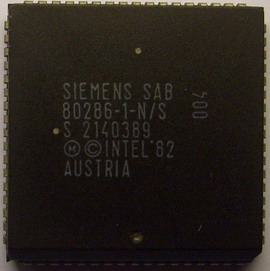 SIEMENS SAB
80286-1-N/S
S 2140389
Ⓜ ©INTEL '82
AUSTRIA
004